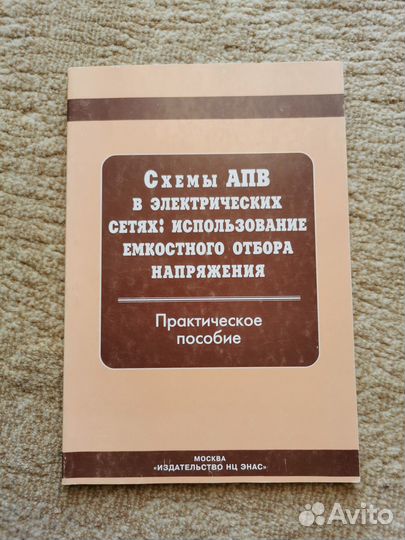 Схемы АПВ
в электрических
сетях: использование
емкостного отбора
напряжения
Практическое
пособие
МОСКВА
«ИЗДАТЕЛЬСТВО НЦ ЭНАС»
Avito